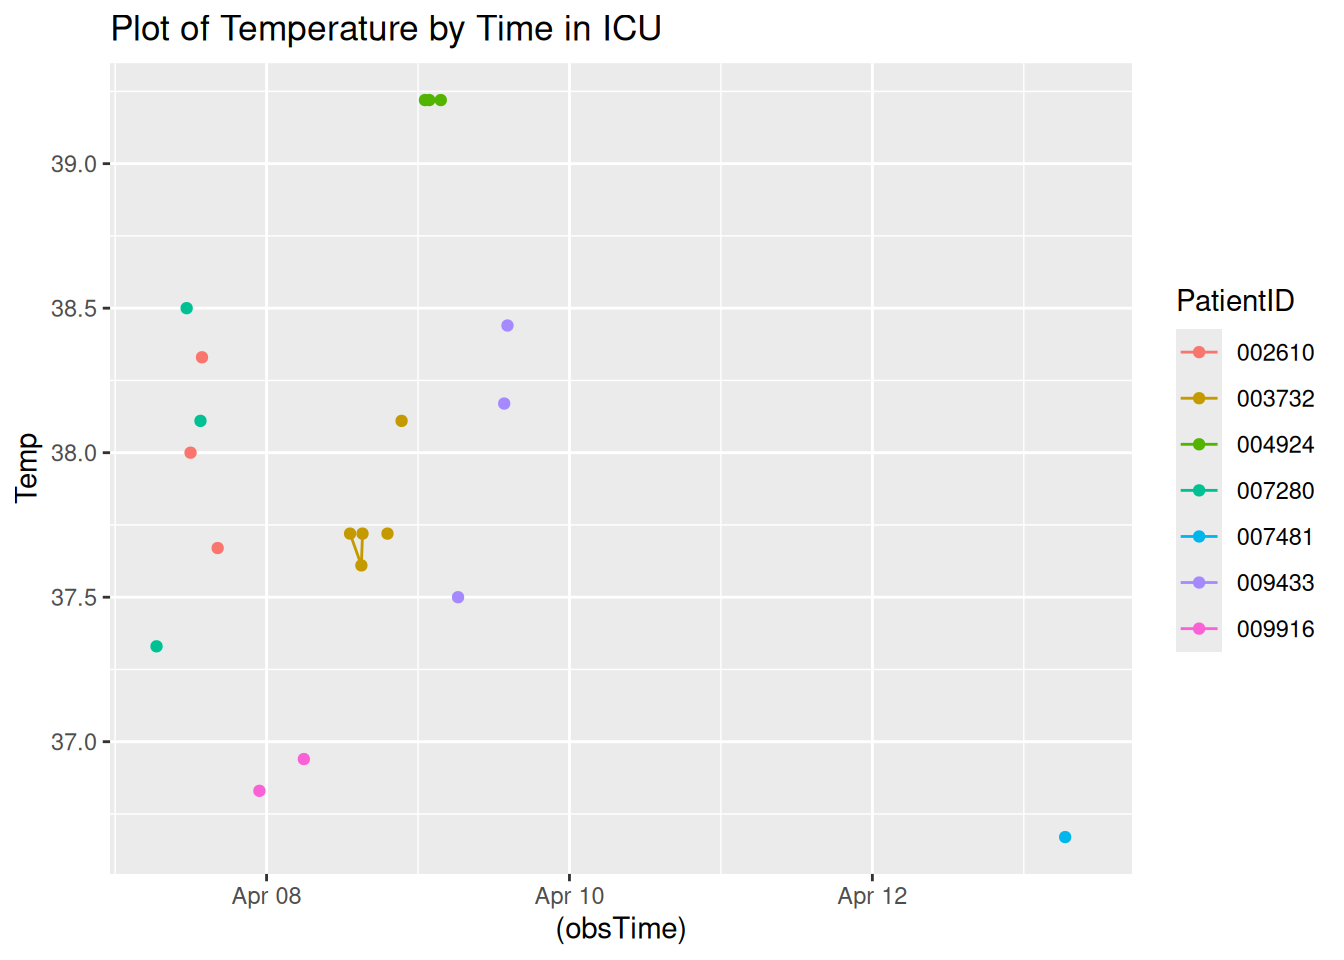 Plot of Temperature by Time in ICU
39.0
38.5
38.0
37.5
37.0
Temp
Apr 08
Apr 10
Apr 12
(obsTime)
PatientID
002610
003732
004924
007280
007481
009433
009916